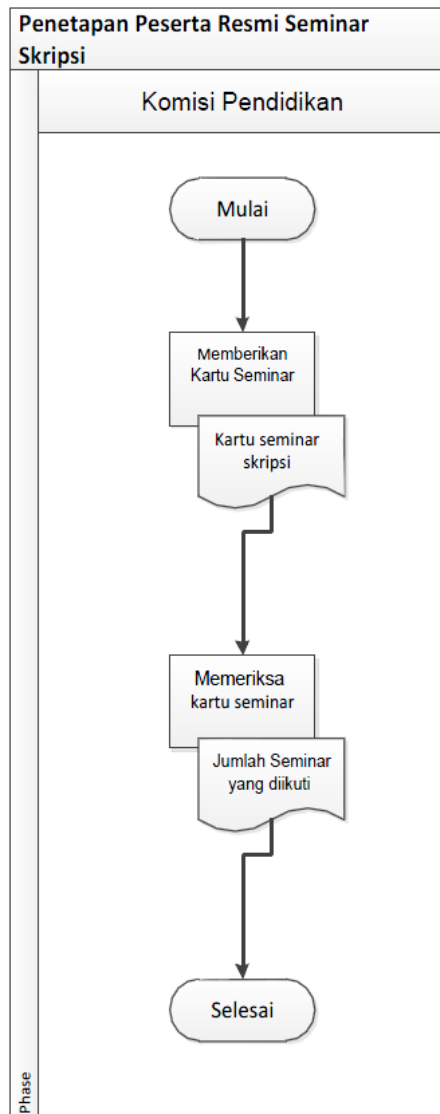 Penetapan Peserta Resmi Seminar
Skripsi
Komisi Pendidikan
Mulai
Memberikan
Kartu Seminar
Kartu seminar
skripsi
Memeriksa
kartu seminar
Jumlah Seminar
yang diikuti
Selesai
Phase